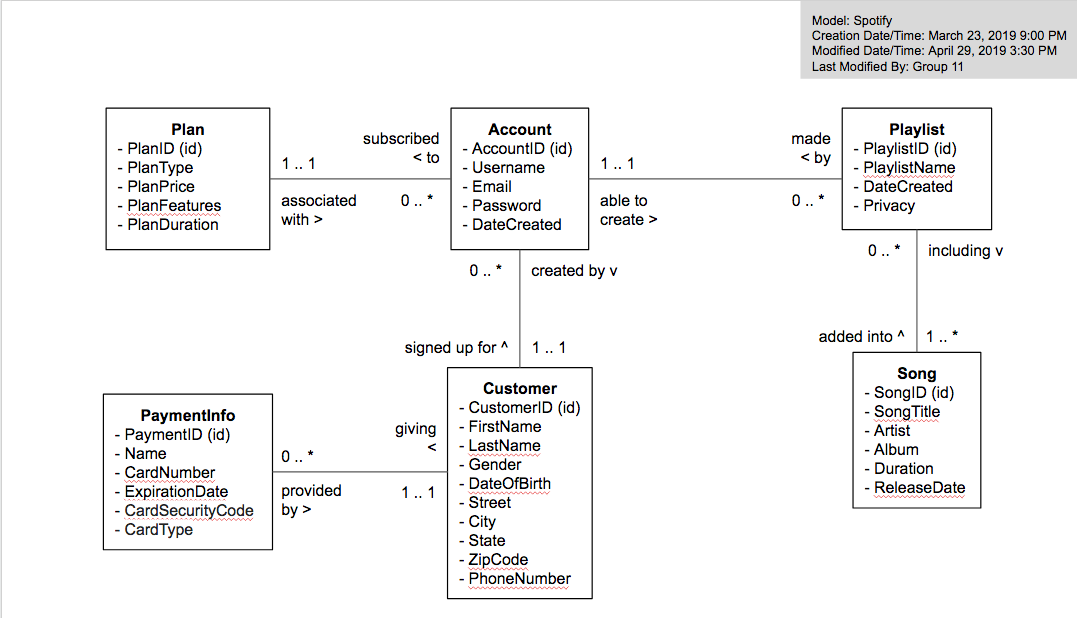 Model: Spotify
Creation Date/Time: March 23, 2019 9:00 PM
Modified Date/Time: April 29, 2019 3:30 PM
Last Modified By: Group 11
Plan
- PlanID (id)
- PlanType
- PlanPrice
- PlanFeatures
- PlanDuration
1 .. 1
associated
with >
subscribed
< to
0 .. *
Account
- AccountID (id)
- Username
- Email
- Password
- DateCreated
1 .. 1
able to
create >
made
< by
0 .. *
Playlist
- PlaylistID (id)
- PlaylistName
- DateCreated
- Privacy
0 .. *
created by v
signed up for ^
1 .. 1
0 .. *
including v
added into ^
1 .. *
PaymentInfo
- PaymentID (id)
- Name
- CardNumber
- ExpirationDate
- CardSecurityCode
- CardType
0 .. *
provided
by >
giving
<
1 .. 1
Customer
- CustomerID (id)
- FirstName
- LastName
- Gender
- DateOfBirth
- Street
- City
- State
- ZipCode
- PhoneNumber
Song
- SongID (id)
- SongTitle
- Artist
- Album
- Duration
- ReleaseDate